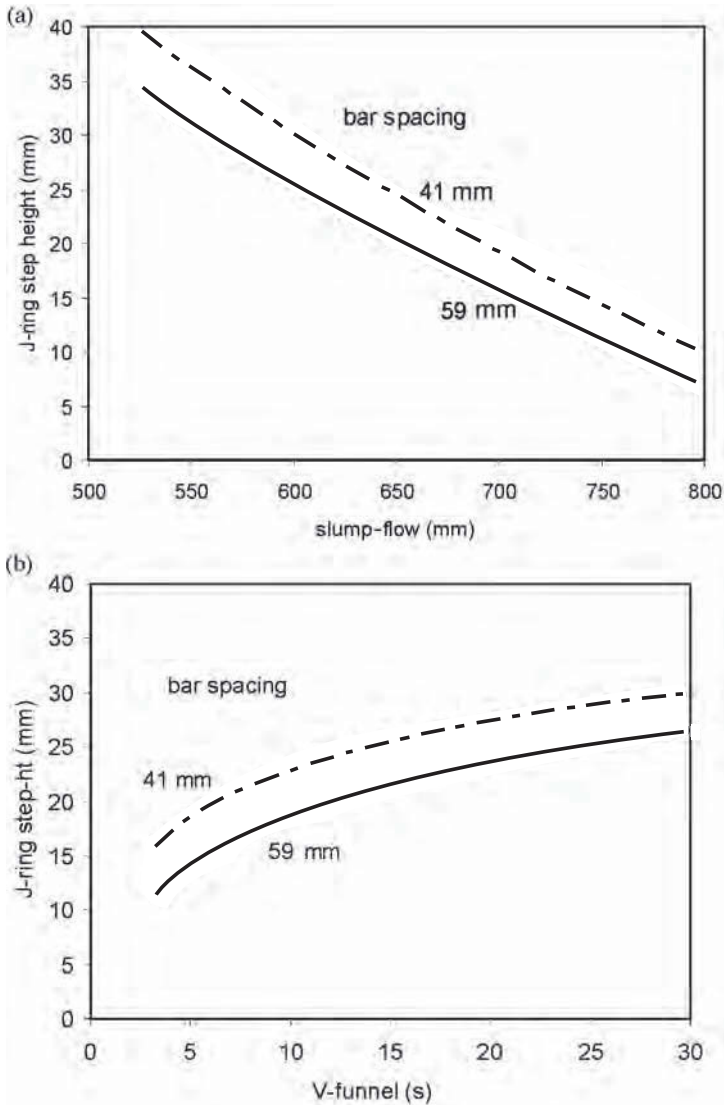 (a)
40
35
30
25
20
15
10
5
0
J-ring step height (mm)
bar spacing
41 mm
59 mm
500 550 600 650 700 750 800
slump-flow (mm)
(b)
40
35
30
25
20
15
10
5
0
J-ring step-ht (mm)
bar spacing
41 mm
59 mm
0 5 10 15 20 25 30
V-funnel (s)